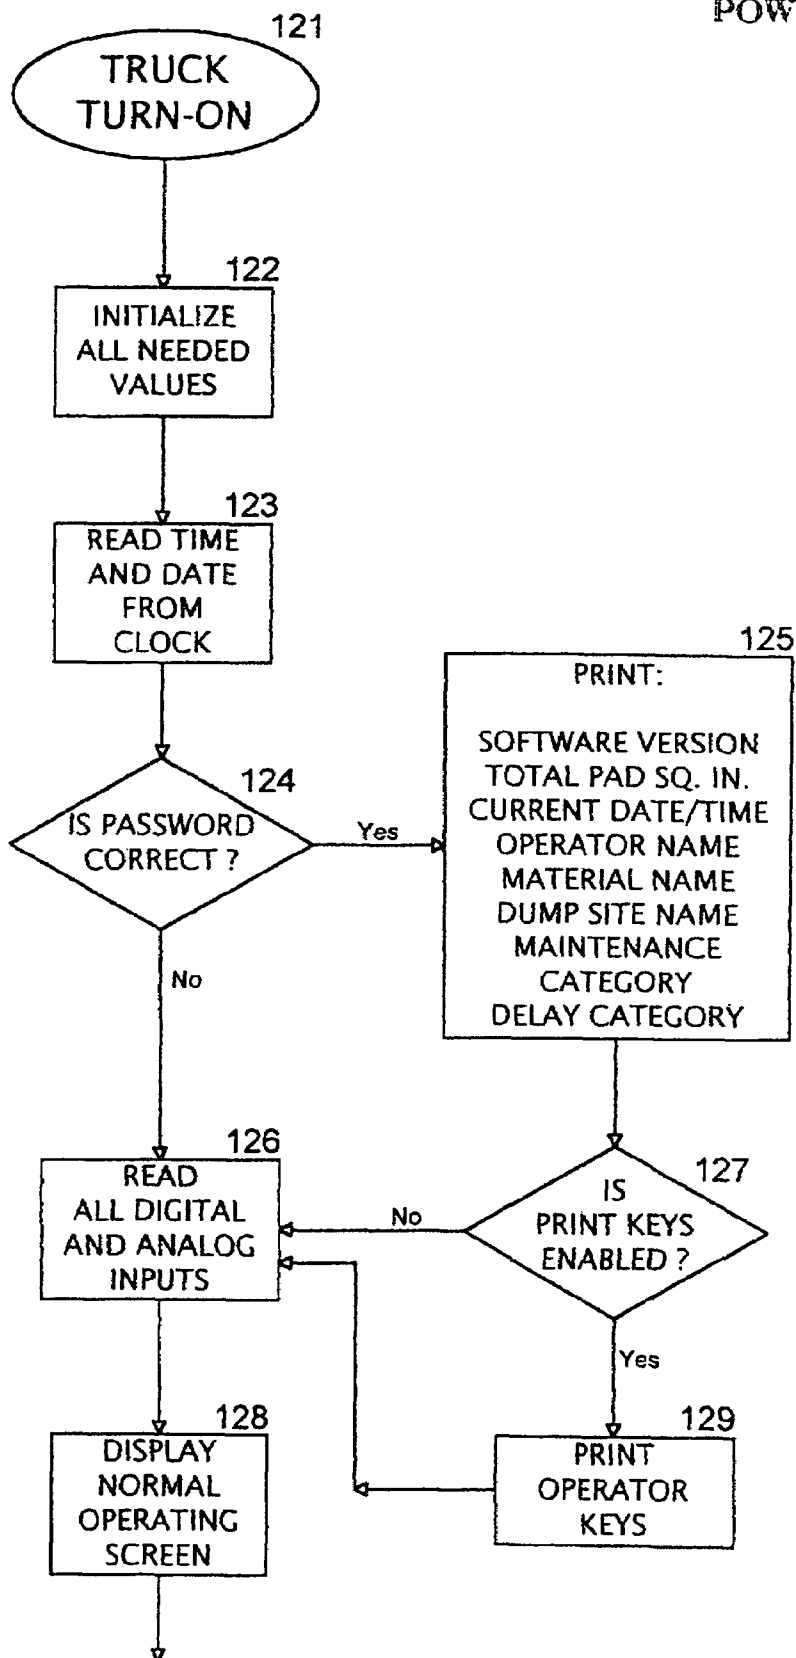 POW
121
TRUCK
TURN-ON
122
INITIALIZE
ALL NEEDED
VALUES
123
READ TIME
AND DATE
FROM
CLOCK
124
IS PASSWORD
CORRECT ?
Yes
No
125
PRINT:
SOFTWARE VERSION
TOTAL PAD SQ. IN.
CURRENT DATE/TIME
OPERATOR NAME
MATERIAL NAME
DUMP SITE NAME
MAINTENANCE
CATEGORY
DELAY CATEGORY
126
READ
ALL DIGITAL
AND ANALOG
INPUTS
127
IS
PRINT KEYS
ENABLED ?
No
Yes
128
DISPLAY
NORMAL
OPERATING
SCREEN
129
PRINT
OPERATOR
KEYS